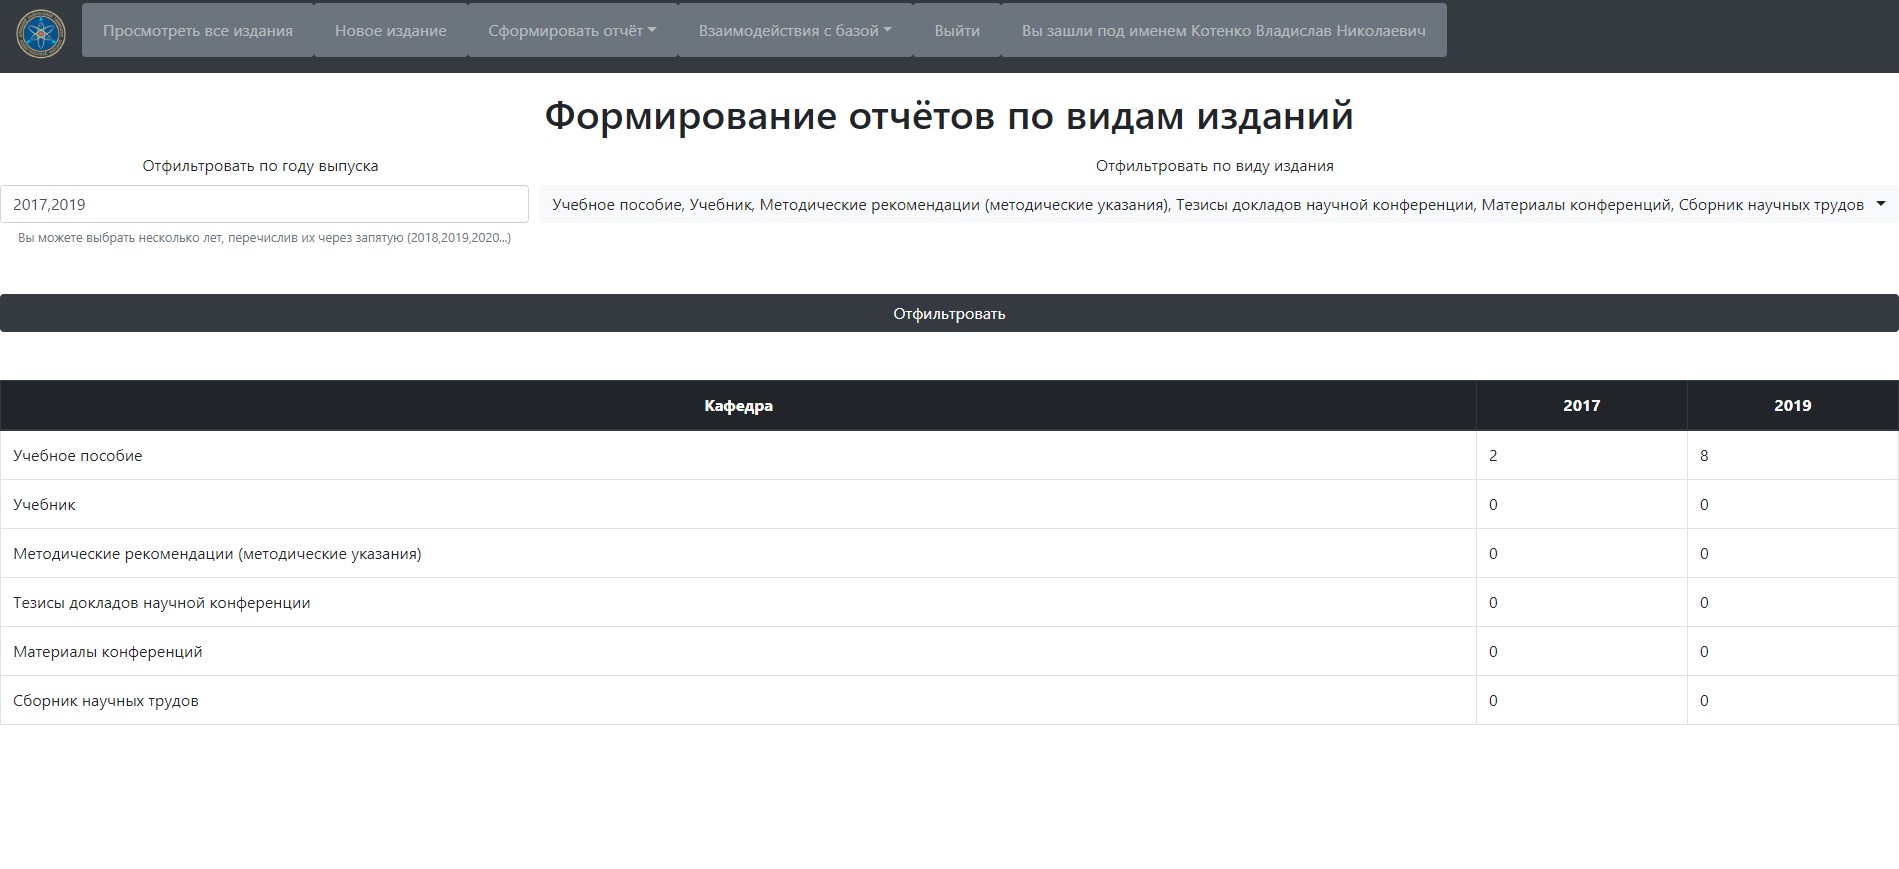 Просмотреть все издания Новое издание Сформировать отчёт Взаимодействия с базой Выйти Вы зашли под именем Котенко Владислав Николаевич
Формирование отчётов по видам изданий
Отфильтровать по году выпуска Отфильтровать по виду издания
2017,2019 Учебное пособие, Учебник, Методические рекомендации (методические указания), Тезисы докладов научной конференции, Материалы конференций, Сборник научных трудов
Вы можете выбрать несколько лет, перечислив их через запятую (2018,2019,2020...)
Отфильтровать
Кафедра 2017 2019
Учебное пособие 2 8
Учебник 0 0
Методические рекомендации (методические указания) 0 0
Тезисы докладов научной конференции 0 0
Материалы конференций 0 0
Сборник научных трудов 0 0